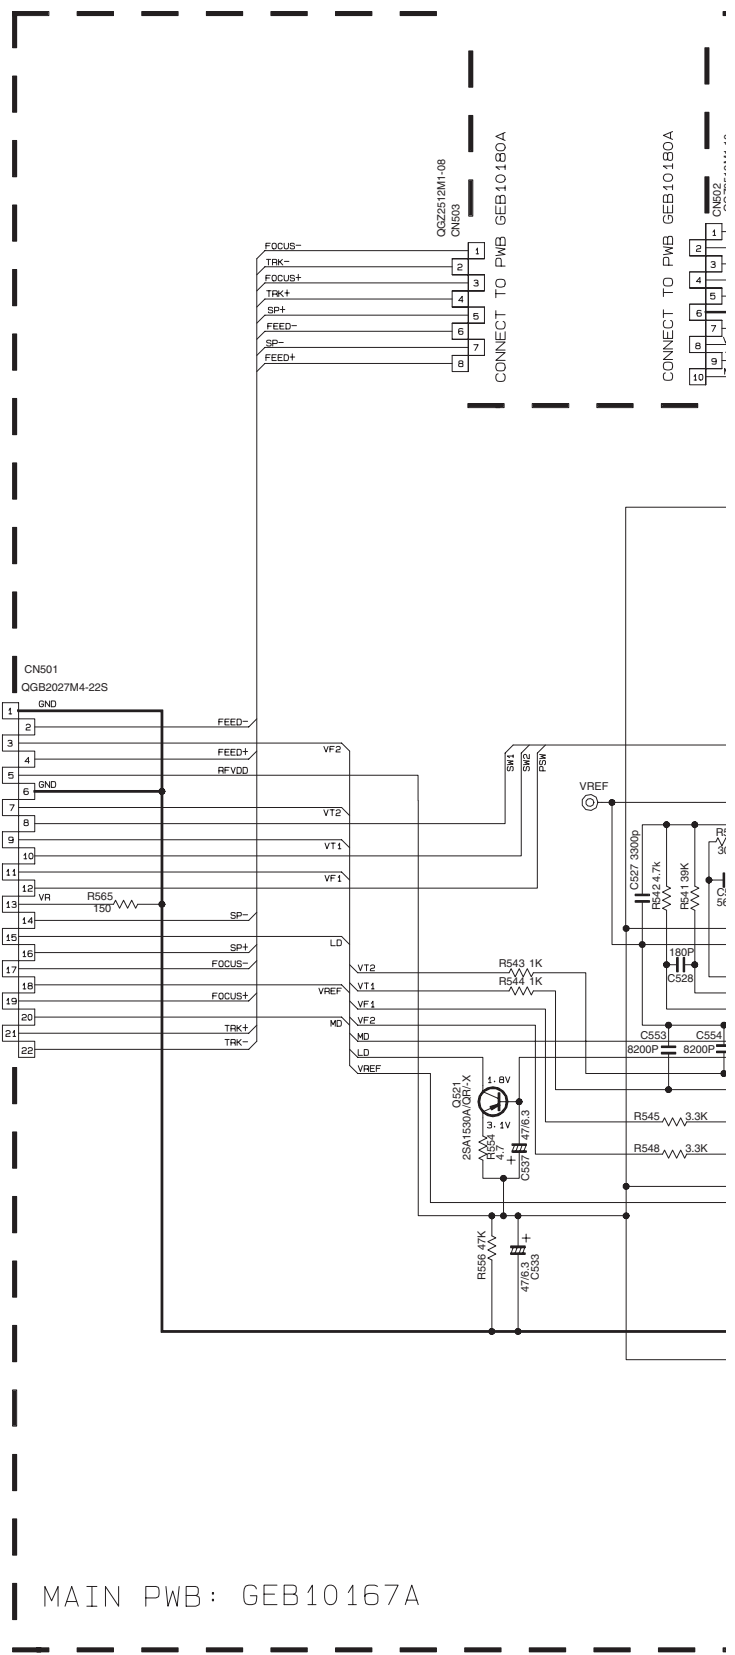 QGZ2512M1-08
CN503
CONNECT TO PWB GEB10180A
CONNECT TO PWB GEB10180A
CN502
FOCUS- 1
TRK- 2
FOCUS+ 3
TRK+ 4
SP+ 5
FEED- 6
SP- 7
FEED+ 8
1
2
3
4
5
6
7
8
9
10
CN501
QGB2027M4-22S
1 GND
2 FEED-
3 VF2
4 FEED+
5 RFVDD
6 GND
7 VT2
8
9 VT1
10
11 VF1
12
13 VR R565 150
14 SP-
15 LD
16 SP+
17 FOCUS-
18 VREF
19 FOCUS+
20 MD
21 TRK+
22 TRK-
SW1
SW2
PSW
VREF
C527 3300p
R542 4.7k
R541 39K
180P
C528
VT2
R543 1K
VT1
R544 1K
VF1
VF2
MD
LD
VREF
C553
8200P
C554
8200P
Q521
2SA1530A/QR/-X
1.8V
3.1V
R554
4.7
47/6.3
+
C537
R545 3.3K
R548 3.3K
R556 47K
+
47/6.3
C533
MAIN PWB: GEB10167A